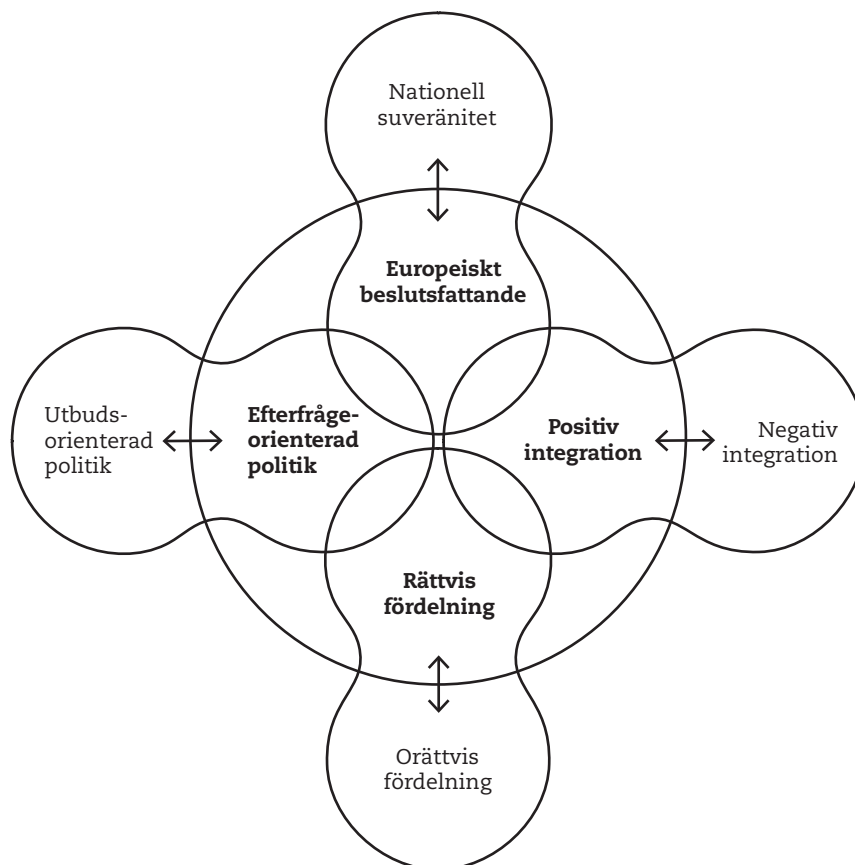 Nationell
suveränitet
Europeiskt
beslutsfattande
Utbuds-
orienterad
politik
Efterfråge-
orienterad
politik
Positiv
integration
Negativ
integration
Rättvis
fördelning
Orättvis
fördelning